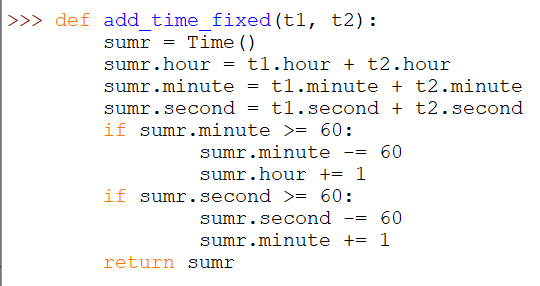 >>> def add_time_fixed(t1, t2):
        sumr = Time()
        sumr.hour = t1.hour + t2.hour
        sumr.minute = t1.minute + t2.minute
        sumr.second = t1.second + t2.second
        if sumr.minute >= 60:
                sumr.minute -= 60
                sumr.hour += 1
        if sumr.second >= 60:
                sumr.second -= 60
                sumr.minute += 1
        return sumr